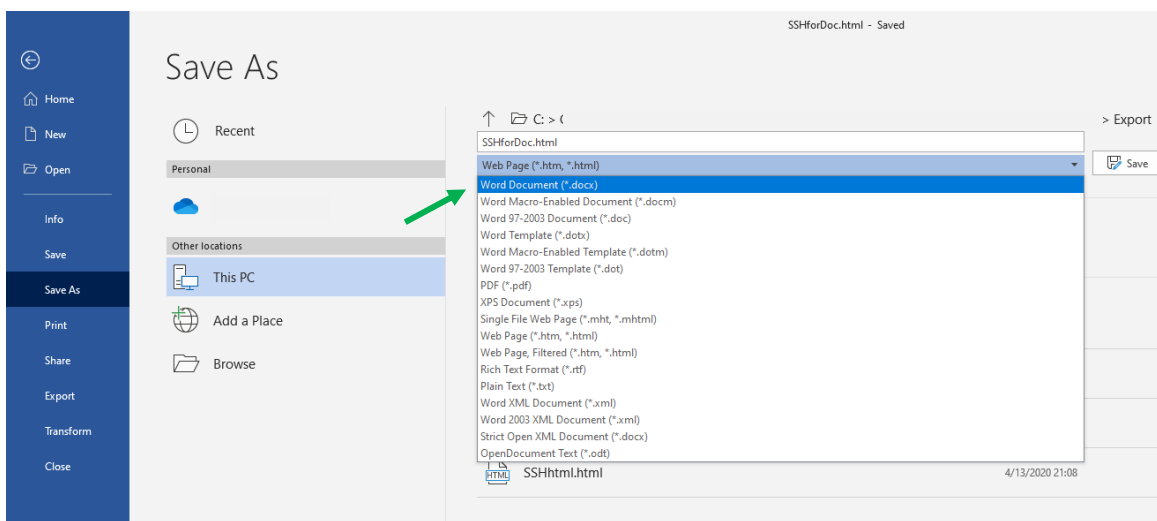 SSHforDoc.html - Saved
Save As
Home
New
Open
Info
Save
Save As
Print
Share
Export
Transform
Close
Recent
Personal
Other locations
This PC
Add a Place
Browse
C: > (
> Export
SSHforDoc.html
Web Page (*.htm, *.html)
Save
Word Document (*.docx)
Word Macro-Enabled Document (*.docm)
Word 97-2003 Document (*.doc)
Word Template (*.dotx)
Word Macro-Enabled Template (*.dotm)
Word 97-2003 Template (*.dot)
PDF (*.pdf)
XPS Document (*.xps)
Single File Web Page (*.mht, *.mhtml)
Web Page (*.htm, *.html)
Web Page, Filtered (*.htm, *.html)
Rich Text Format (*.rtf)
Plain Text (*.txt)
Word XML Document (*.xml)
Word 2003 XML Document (*.xml)
Strict Open XML Document (*.docx)
OpenDocument Text (*.odt)
HTML SSHhtml.html 4/13/2020 21:08